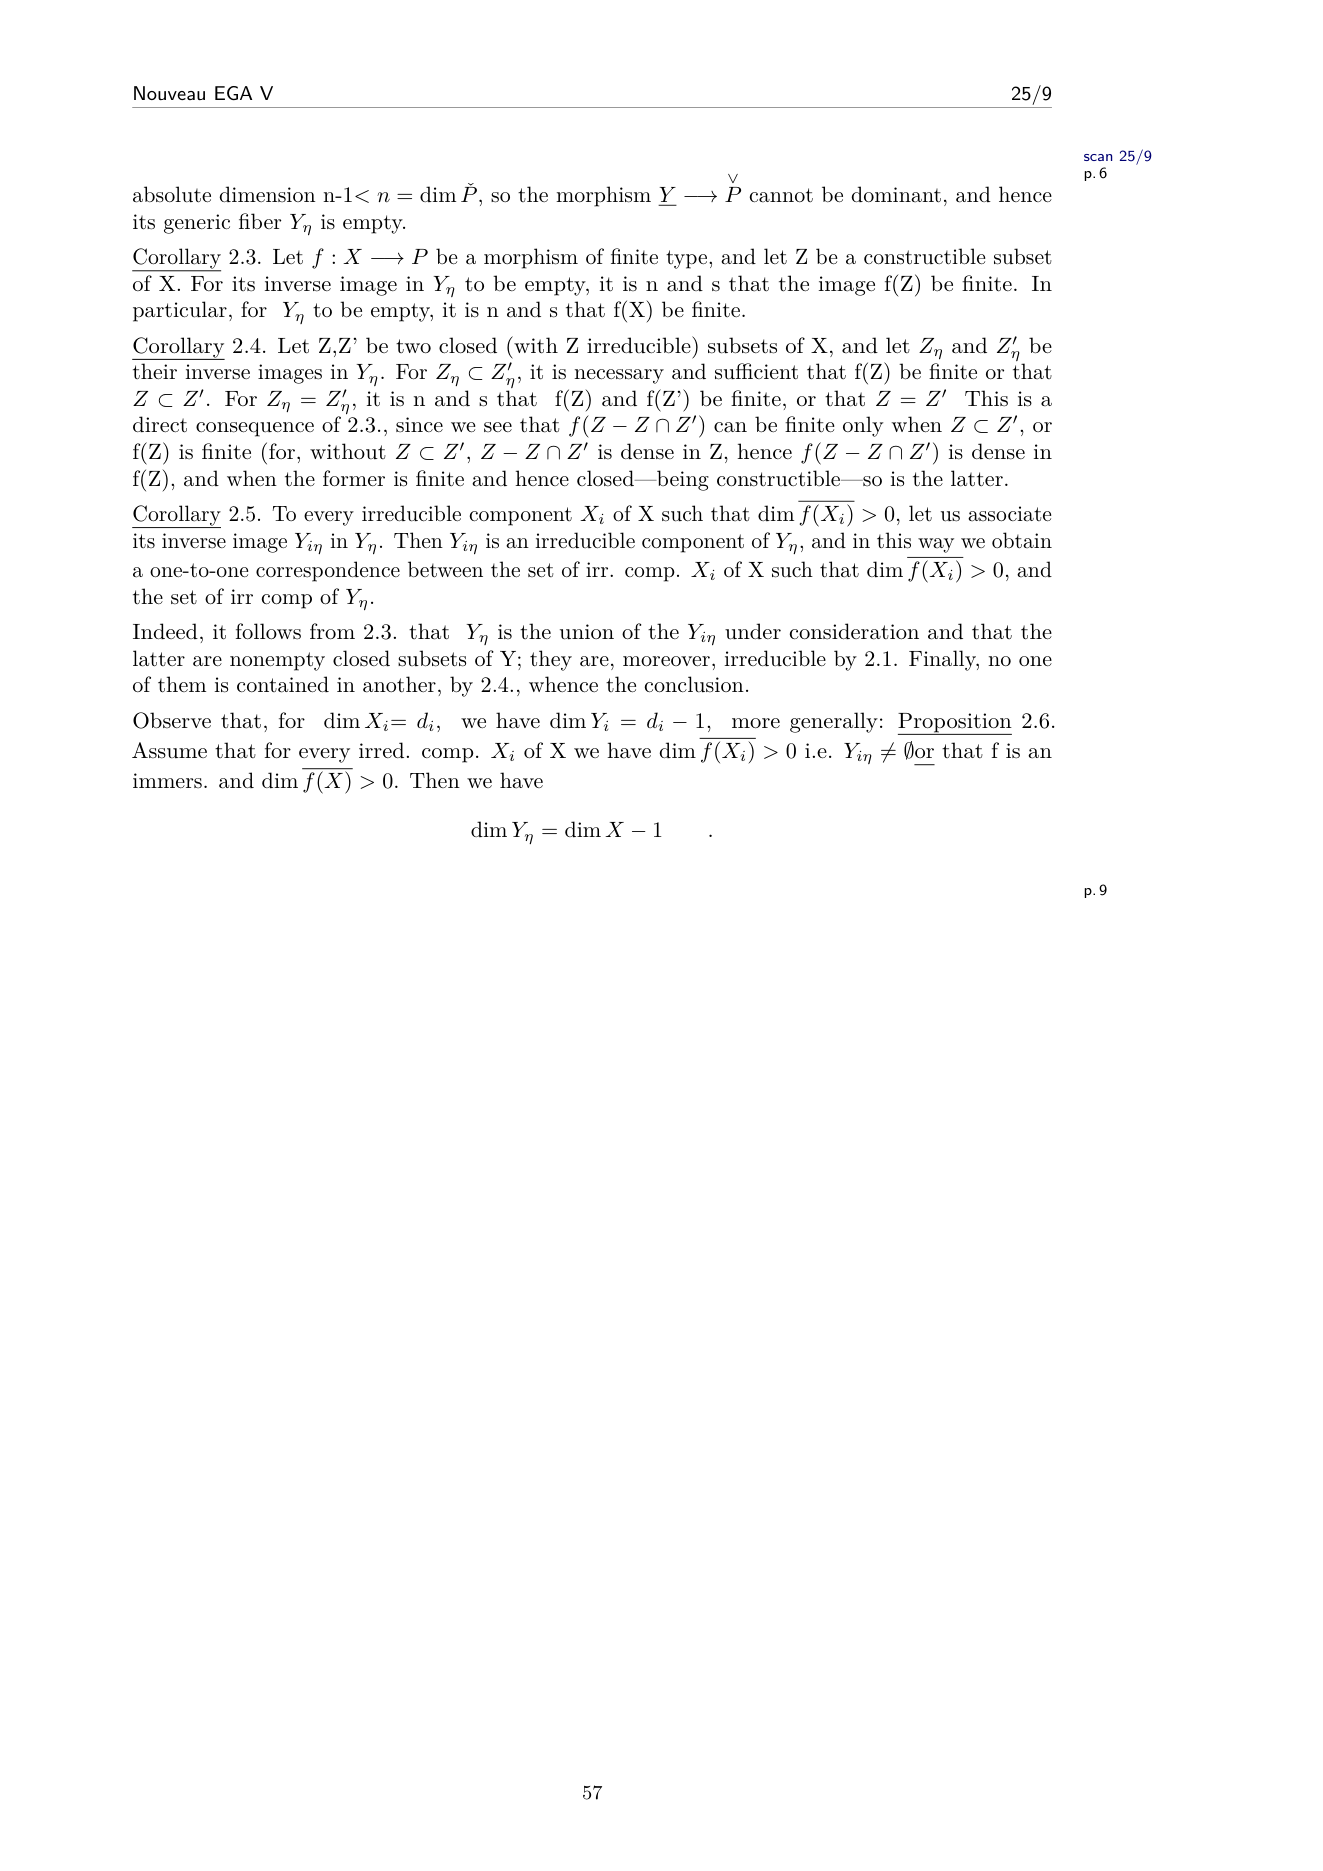 Nouveau EGA V 25/9
scan 25/9
p. 6
absolute dimension n-1< n = dim P̌, so the morphism Y ⟶ P̌ cannot be dominant, and hence
its generic fiber Y_η is empty.
Corollary 2.3. Let f : X ⟶ P be a morphism of finite type, and let Z be a constructible subset
of X. For its inverse image in Y_η to be empty, it is n and s that the image f(Z) be finite. In
particular, for Y_η to be empty, it is n and s that f(X) be finite.
Corollary 2.4. Let Z,Z’ be two closed (with Z irreducible) subsets of X, and let Z_η and Z′_η be
their inverse images in Y_η. For Z_η ⊂ Z′_η, it is necessary and sufficient that f(Z) be finite or that
Z ⊂ Z′. For Z_η = Z′_η, it is n and s that f(Z) and f(Z’) be finite, or that Z = Z′ This is a
direct consequence of 2.3., since we see that f(Z − Z ∩ Z′) can be finite only when Z ⊂ Z′, or
f(Z) is finite (for, without Z ⊂ Z′, Z − Z ∩ Z′ is dense in Z, hence f(Z − Z ∩ Z′) is dense in
f(Z), and when the former is finite and hence closed—being constructible—so is the latter.
Corollary 2.5. To every irreducible component X_i of X such that dim \overline{f(X_i)} > 0, let us associate
its inverse image Y_{iη} in Y_η. Then Y_{iη} is an irreducible component of Y_η, and in this way we obtain
a one-to-one correspondence between the set of irr. comp. X_i of X such that dim \overline{f(X_i)} > 0, and
the set of irr comp of Y_η.
Indeed, it follows from 2.3. that Y_η is the union of the Y_{iη} under consideration and that the
latter are nonempty closed subsets of Y; they are, moreover, irreducible by 2.1. Finally, no one
of them is contained in another, by 2.4., whence the conclusion.
Observe that, for dim X_i= d_i, we have dim Y_i = d_i − 1, more generally: Proposition 2.6.
Assume that for every irred. comp. X_i of X we have dim \overline{f(X_i)} > 0 i.e. Y_{iη} ≠ ∅or that f is an
immers. and dim \overline{f(X)} > 0. Then we have
dim Y_η = dim X − 1 .
p. 9
57